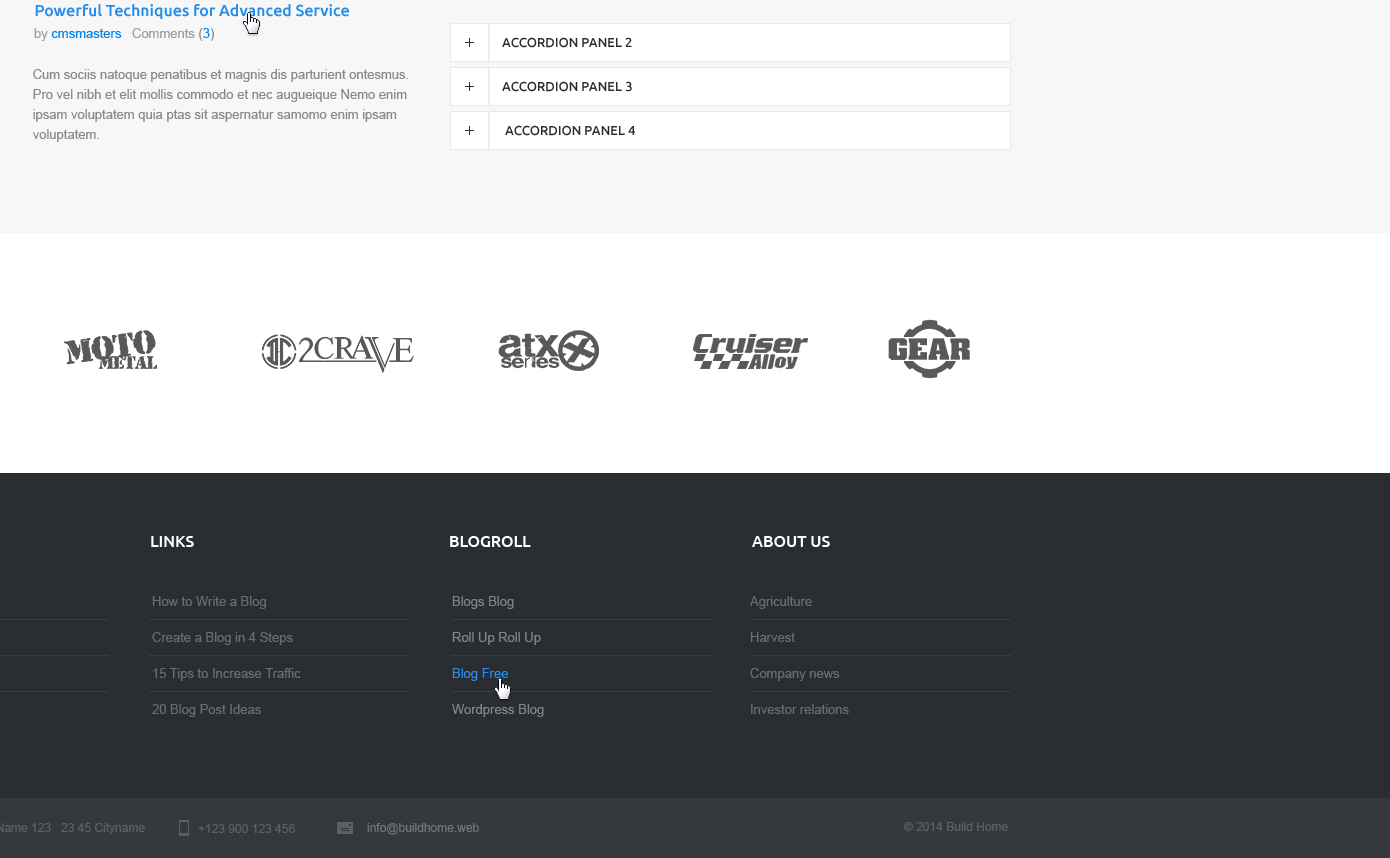 Powerful Techniques for Advanced Service
by cmsmasters Comments (3)
Cum sociis natoque penatibus et magnis dis parturient ontesmus.
Pro vel nibh et elit mollis commodo et nec augueique Nemo enim
ipsam voluptatem quia ptas sit aspernatur samomo enim ipsam
voluptatem.
+ ACCORDION PANEL 2
+ ACCORDION PANEL 3
+ ACCORDION PANEL 4
MOTO METAL
2CRAVE
atx series
Cruiser Alloy
GEAR
LINKS
How to Write a Blog
Create a Blog in 4 Steps
15 Tips to Increase Traffic
20 Blog Post Ideas
BLOGROLL
Blogs Blog
Roll Up Roll Up
Blog Free
Wordpress Blog
ABOUT US
Agriculture
Harvest
Company news
Investor relations
Name 123 23 45 Cityname +123 900 123 456 info@buildhome.web © 2014 Build Home